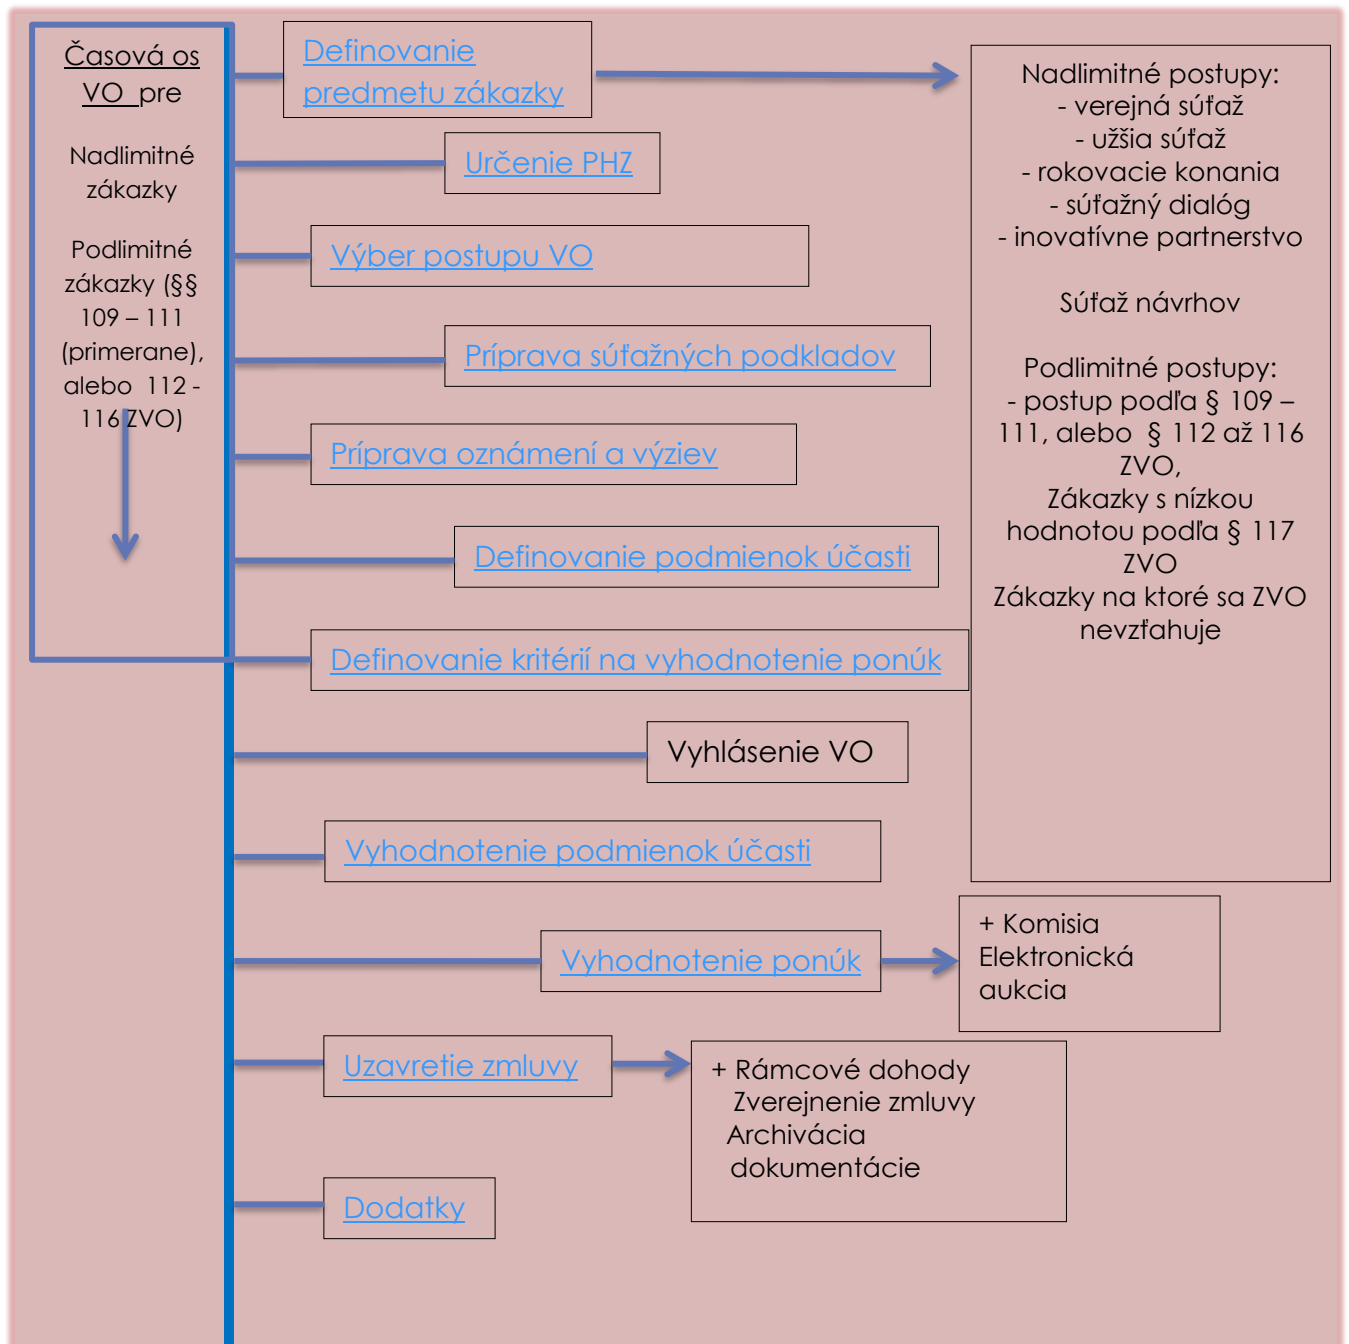 Časová os
VO pre
Nadlimitné
zákazky
Podlimitné
zákazky (§§
109 – 111
(primerane),
alebo 112 -
116 ZVO)
Definovanie
predmetu zákazky
Určenie PHZ
Výber postupu VO
Príprava súťažných podkladov
Príprava oznámení a výziev
Definovanie podmienok účasti
Definovanie kritérií na vyhodnotenie ponúk
Vyhlásenie VO
Vyhodnotenie podmienok účasti
Vyhodnotenie ponúk
Uzavretie zmluvy
Dodatky
Nadlimitné postupy:
- verejná súťaž
- užšia súťaž
- rokovacie konania
- súťažný dialóg
- inovatívne partnerstvo
Súťaž návrhov
Podlimitné postupy:
- postup podľa § 109 –
111, alebo § 112 až 116
ZVO,
Zákazky s nízkou
hodnotou podľa § 117
ZVO
Zákazky na ktoré sa ZVO
nevzťahuje
+ Komisia
Elektronická
aukcia
+ Rámcové dohody
Zverejnenie zmluvy
Archivácia
dokumentácie